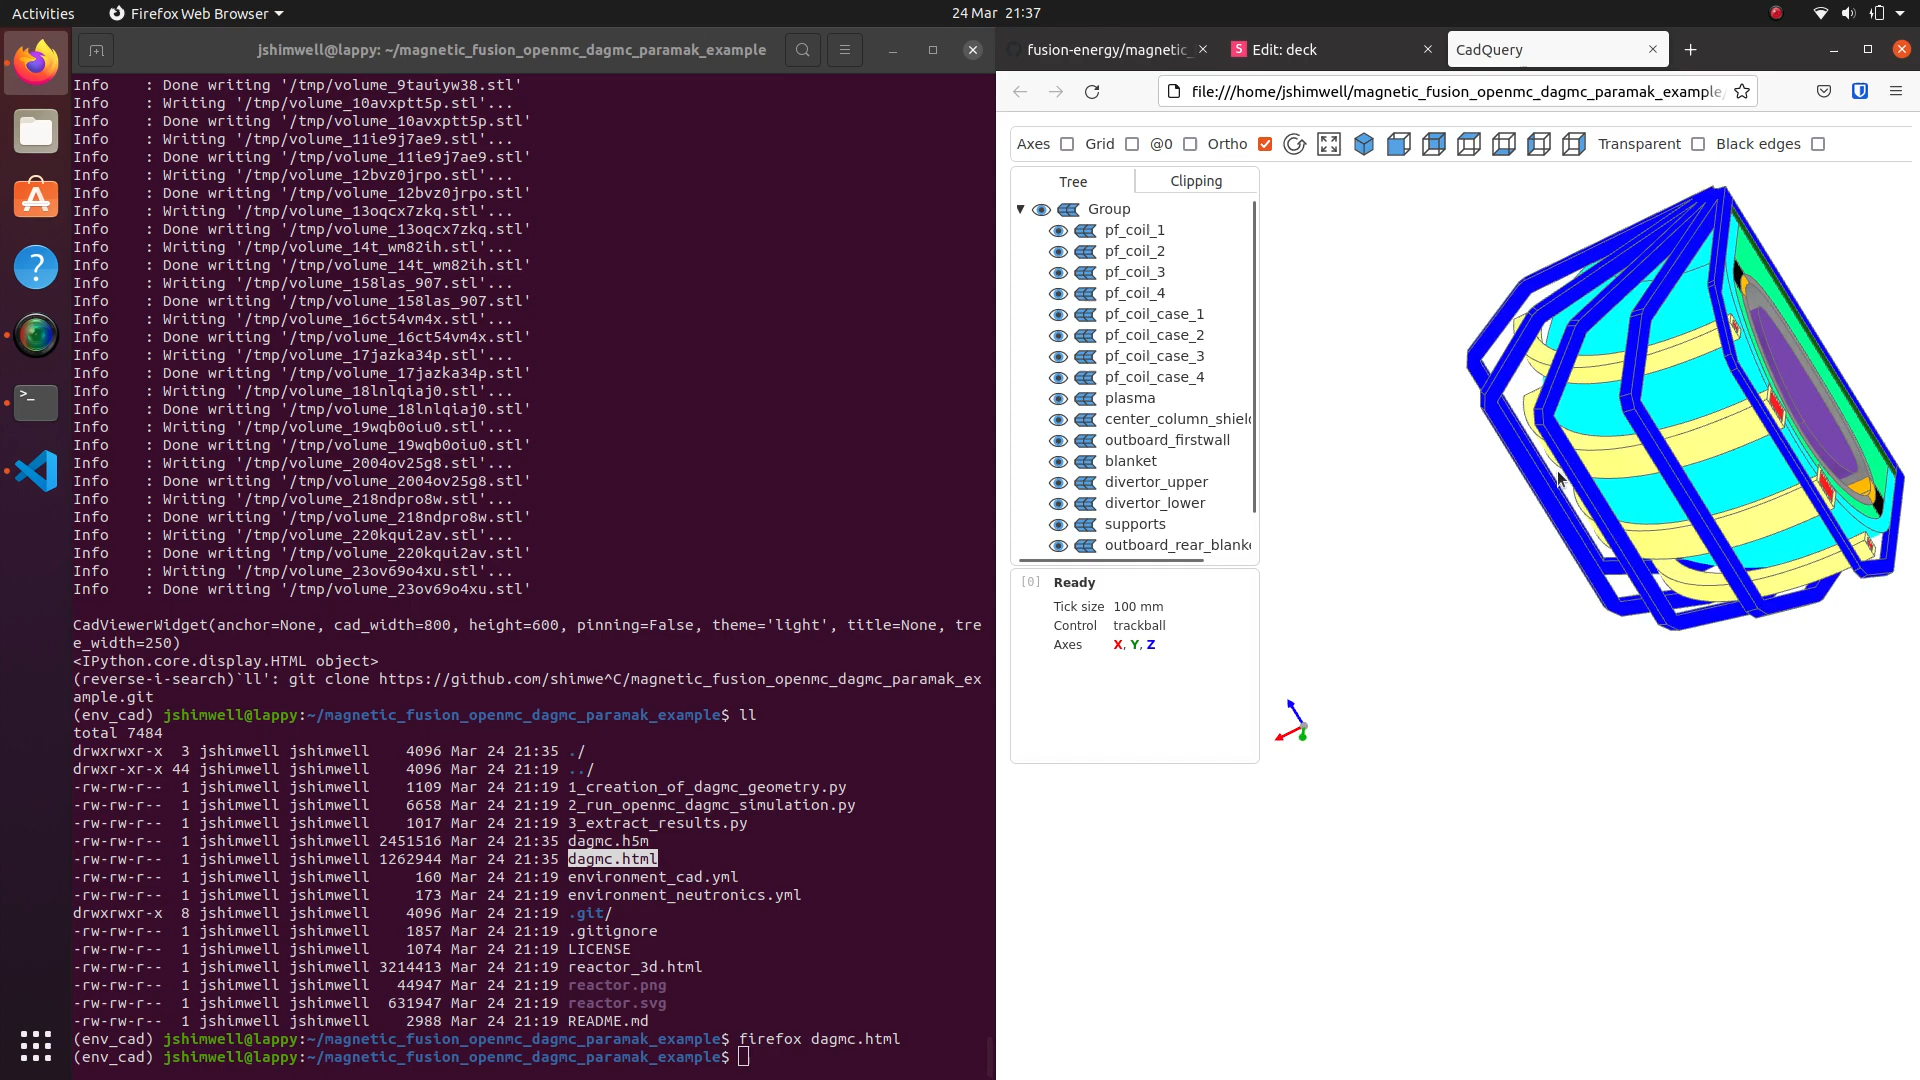 Activities
Firefox Web Browser
24 Mar 21:37
jshimwell@lappy: ~/magnetic_fusion_openmc_dagmc_paramak_example
Info    : Done writing '/tmp/volume_9tauiyw38.stl'
Info    : Writing '/tmp/volume_10avxptt5p.stl'...
Info    : Done writing '/tmp/volume_10avxptt5p.stl'
Info    : Writing '/tmp/volume_11ie9j7ae9.stl'...
Info    : Done writing '/tmp/volume_11ie9j7ae9.stl'
Info    : Writing '/tmp/volume_12bvz0jrpo.stl'...
Info    : Done writing '/tmp/volume_12bvz0jrpo.stl'
Info    : Writing '/tmp/volume_13oqcx7zkq.stl'...
Info    : Done writing '/tmp/volume_13oqcx7zkq.stl'
Info    : Writing '/tmp/volume_14t_wm82ih.stl'...
Info    : Done writing '/tmp/volume_14t_wm82ih.stl'
Info    : Writing '/tmp/volume_158las_907.stl'...
Info    : Done writing '/tmp/volume_158las_907.stl'
Info    : Writing '/tmp/volume_16ct54vm4x.stl'...
Info    : Done writing '/tmp/volume_16ct54vm4x.stl'
Info    : Writing '/tmp/volume_17jazka34p.stl'...
Info    : Done writing '/tmp/volume_17jazka34p.stl'
Info    : Writing '/tmp/volume_18lnlqiaj0.stl'...
Info    : Done writing '/tmp/volume_18lnlqiaj0.stl'
Info    : Writing '/tmp/volume_19wqb0oiu0.stl'...
Info    : Done writing '/tmp/volume_19wqb0oiu0.stl'
Info    : Writing '/tmp/volume_2004ov25g8.stl'...
Info    : Done writing '/tmp/volume_2004ov25g8.stl'
Info    : Writing '/tmp/volume_218ndpro8w.stl'...
Info    : Done writing '/tmp/volume_218ndpro8w.stl'
Info    : Writing '/tmp/volume_220kqui2av.stl'...
Info    : Done writing '/tmp/volume_220kqui2av.stl'
Info    : Writing '/tmp/volume_23ov69o4xu.stl'...
Info    : Done writing '/tmp/volume_23ov69o4xu.stl'
CadViewerWidget(anchor=None, cad_width=800, height=600, pinning=False, theme='light', title=None, tre
e_width=250)
<IPython.core.display.HTML object>
(reverse-i-search)`ll': git clone https://github.com/shimwe^C/magnetic_fusion_openmc_dagmc_paramak_ex
ample.git
(env_cad) jshimwell@lappy:~/magnetic_fusion_openmc_dagmc_paramak_example$ ll
total 7484
drwxrwxr-x  3 jshimwell jshimwell    4096 Mar 24 21:35 ./
drwxr-xr-x 44 jshimwell jshimwell    4096 Mar 24 21:19 ../
-rw-rw-r--  1 jshimwell jshimwell    1109 Mar 24 21:19 1_creation_of_dagmc_geometry.py
-rw-rw-r--  1 jshimwell jshimwell    6658 Mar 24 21:19 2_run_openmc_dagmc_simulation.py
-rw-rw-r--  1 jshimwell jshimwell    1017 Mar 24 21:19 3_extract_results.py
-rw-rw-r--  1 jshimwell jshimwell 2451516 Mar 24 21:35 dagmc.h5m
-rw-rw-r--  1 jshimwell jshimwell 1262944 Mar 24 21:35 dagmc.html
-rw-rw-r--  1 jshimwell jshimwell     160 Mar 24 21:19 environment_cad.yml
-rw-rw-r--  1 jshimwell jshimwell     173 Mar 24 21:19 environment_neutronics.yml
drwxrwxr-x  8 jshimwell jshimwell    4096 Mar 24 21:19 .git/
-rw-rw-r--  1 jshimwell jshimwell    1857 Mar 24 21:19 .gitignore
-rw-rw-r--  1 jshimwell jshimwell    1074 Mar 24 21:19 LICENSE
-rw-rw-r--  1 jshimwell jshimwell 3214413 Mar 24 21:19 reactor_3d.html
-rw-rw-r--  1 jshimwell jshimwell   44947 Mar 24 21:19 reactor.png
-rw-rw-r--  1 jshimwell jshimwell  631947 Mar 24 21:19 reactor.svg
-rw-rw-r--  1 jshimwell jshimwell    2988 Mar 24 21:19 README.md
(env_cad) jshimwell@lappy:~/magnetic_fusion_openmc_dagmc_paramak_example$ firefox dagmc.html
(env_cad) jshimwell@lappy:~/magnetic_fusion_openmc_dagmc_paramak_example$
fusion-energy/magnetic_
S Edit: deck
CadQuery
file:///home/jshimwell/magnetic_fusion_openmc_dagmc_paramak_example/
Axes Grid @0 Ortho Transparent Black edges
Tree Clipping
Group
pf_coil_1
pf_coil_2
pf_coil_3
pf_coil_4
pf_coil_case_1
pf_coil_case_2
pf_coil_case_3
pf_coil_case_4
plasma
center_column_shield
outboard_firstwall
blanket
divertor_upper
divertor_lower
supports
outboard_rear_blanke
[0] Ready
Tick size 100 mm
Control trackball
Axes X, Y, Z